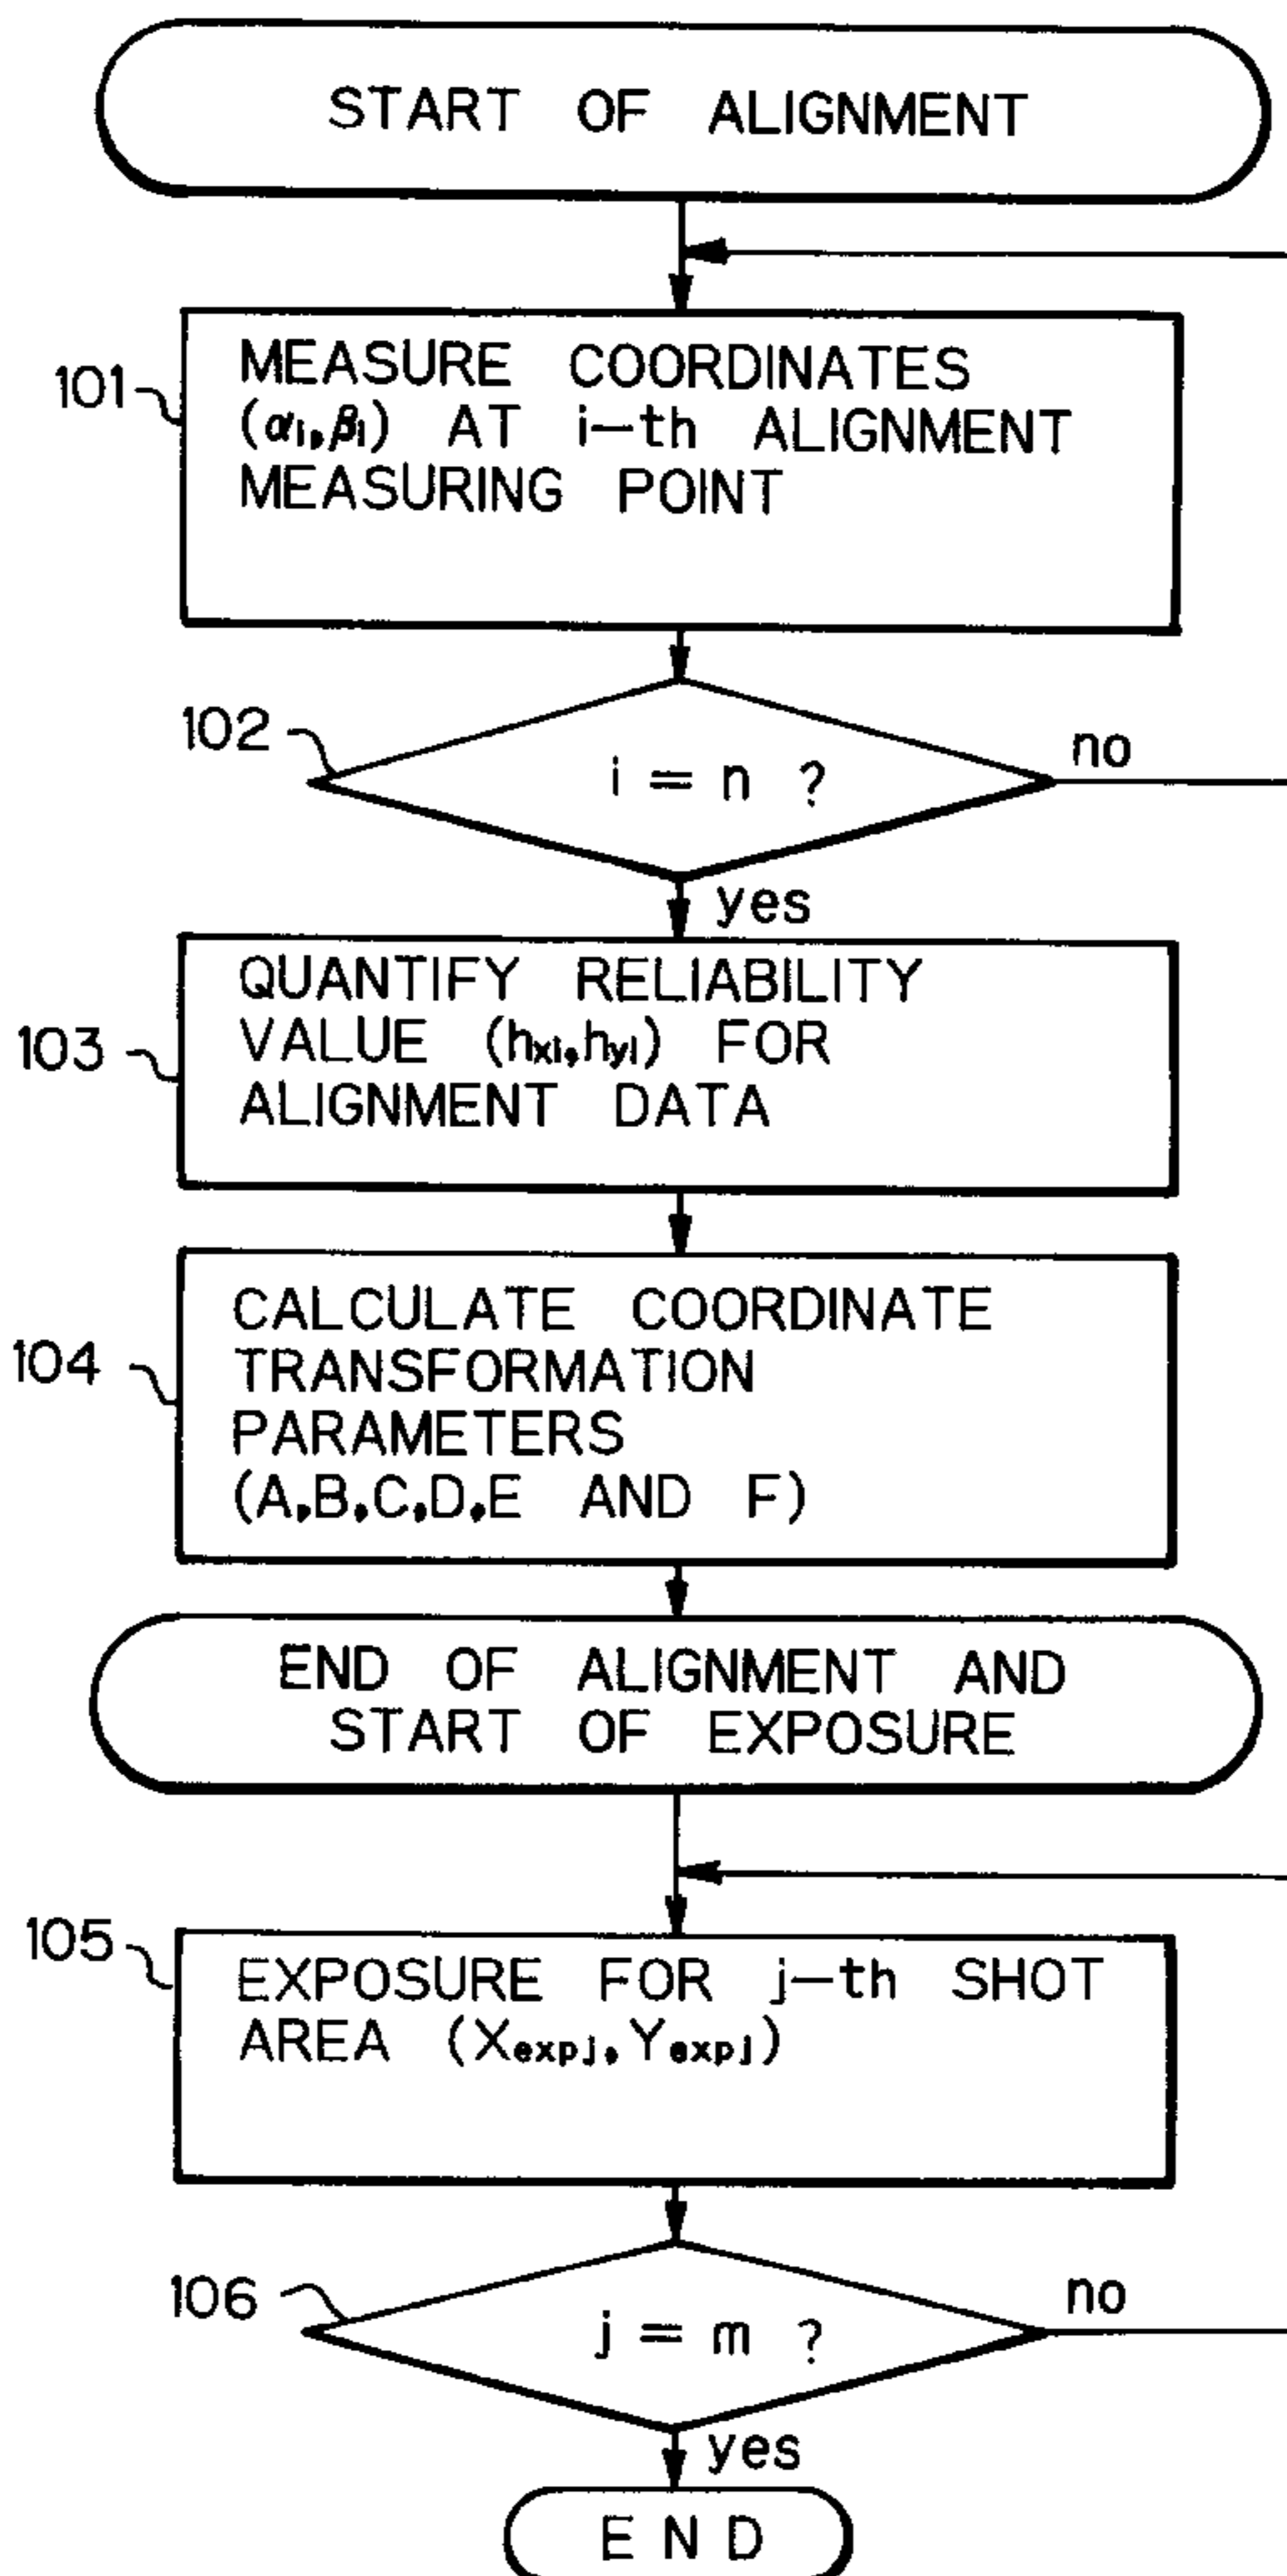 START OF ALIGNMENT
101
MEASURE COORDINATES
(αi,βi) AT i-th ALIGNMENT
MEASURING POINT
102
i = n ?
no
yes
103
QUANTIFY RELIABILITY
VALUE (hxi,hyi) FOR
ALIGNMENT DATA
104
CALCULATE COORDINATE
TRANSFORMATION
PARAMETERS
(A,B,C,D,E AND F)
END OF ALIGNMENT AND
START OF EXPOSURE
105
EXPOSURE FOR j-th SHOT
AREA (Xexpj,Yexpj)
106
j = m ?
no
yes
END